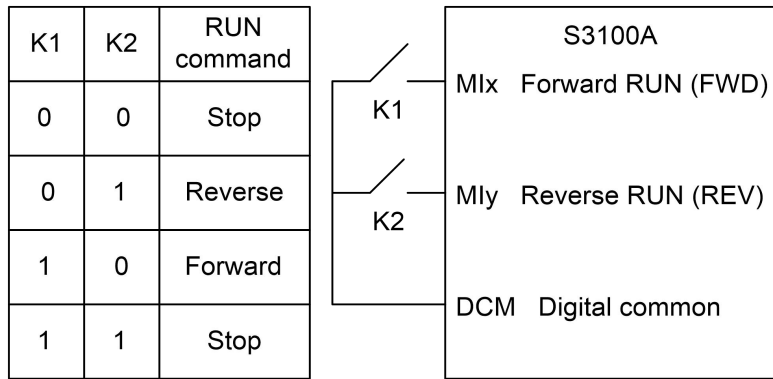 K1 K2 RUN command
0 0 Stop
0 1 Reverse
1 0 Forward
1 1 Stop
K1
K2
S3100A
MIx Forward RUN (FWD)
MIy Reverse RUN (REV)
DCM Digital common